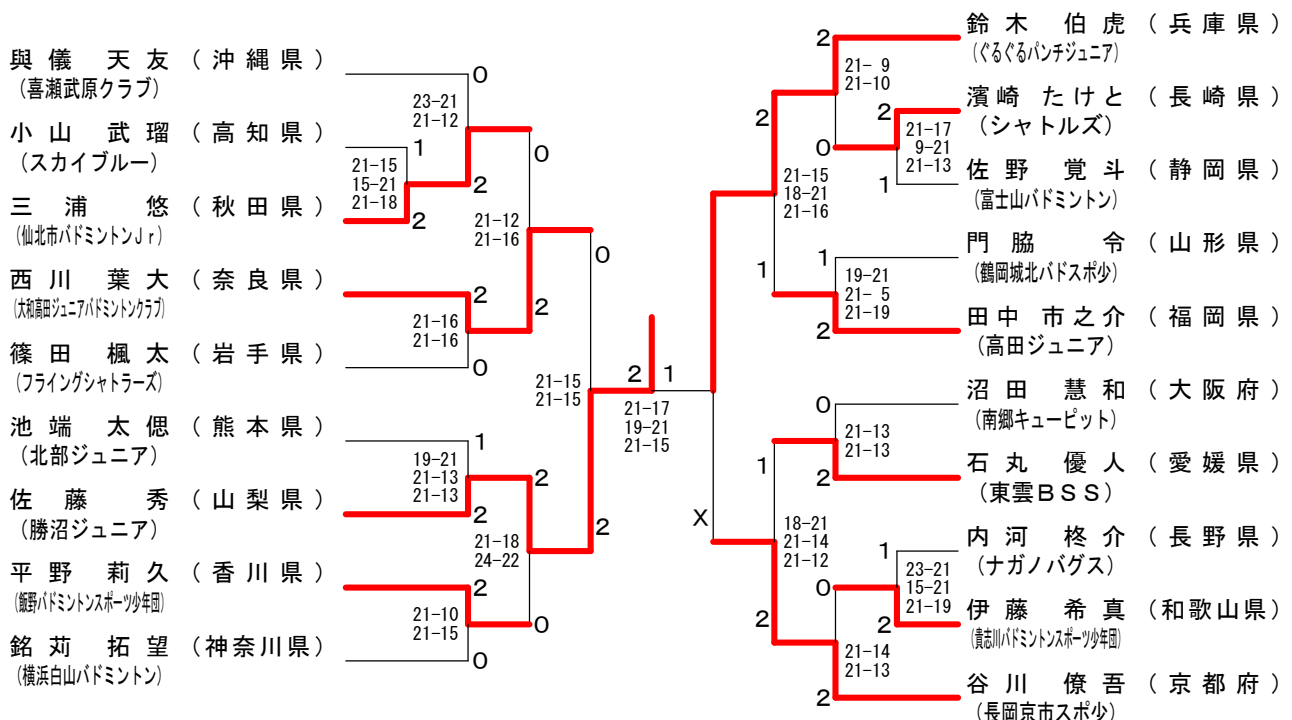 與儀 天友 (沖縄県)
(喜瀬武原クラブ)
小山 武瑠 (高知県)
(スカイブルー)
三浦 悠 (秋田県)
(仙北市バドミントンJr)
西川 葉大 (奈良県)
(大和高田ジュニアバドミントンクラブ)
篠田 楓太 (岩手県)
(フライングシャトラーズ)
池端 太偲 (熊本県)
(北部ジュニア)
佐藤 秀 (山梨県)
(勝沼ジュニア)
平野 莉久 (香川県)
(飯野バドミントンスポーツ少年団)
銘苅 拓望 (神奈川県)
(横浜白山バドミントン)
0
23-21
21-12
1
21-15
15-21
21-18
2
2
0
21-12
21-16
2
21-16
21-16
0
2
0
1
19-21
21-13
21-13
2
2
21-18
24-22
2
21-10
21-15
0
0
21-15
21-15
2
2
1
21-17
19-21
21-15
2
21-15
18-21
21-16
1
X
1
18-21
21-14
21-12
2
2
21- 9
21-10
0
2
21-17
9-21
21-13
1
1
19-21
21- 5
21-19
2
0
21-13
21-13
2
1
23-21
15-21
21-19
2
0
21-14
21-13
2
鈴木 伯虎 (兵庫県)
(ぐるぐるパンチジュニア)
濱崎 たけと (長崎県)
(シャトルズ)
佐野 覚斗 (静岡県)
(富士山バドミントン)
門脇 令 (山形県)
(鶴岡城北バドスポ少)
田中 市之介 (福岡県)
(高田ジュニア)
沼田 慧和 (大阪府)
(南郷キューピット)
石丸 優人 (愛媛県)
(東雲BSS)
内河 柊介 (長野県)
(ナガノバグス)
伊藤 希真 (和歌山県)
(貴志川バドミントンスポーツ少年団)
谷川 僚吾 (京都府)
(長岡京市スポ少)